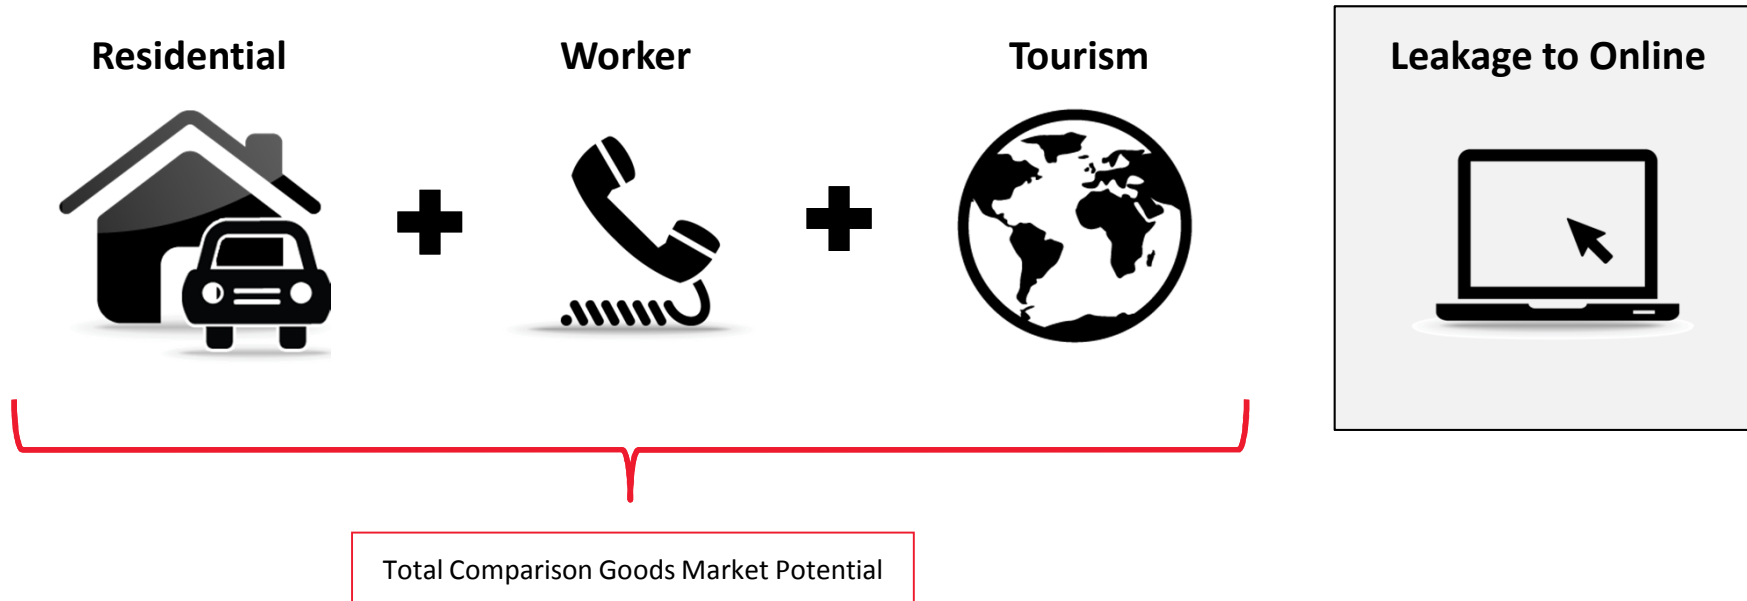 Residential
Worker
Tourism
Leakage to Online
Total Comparison Goods Market Potential